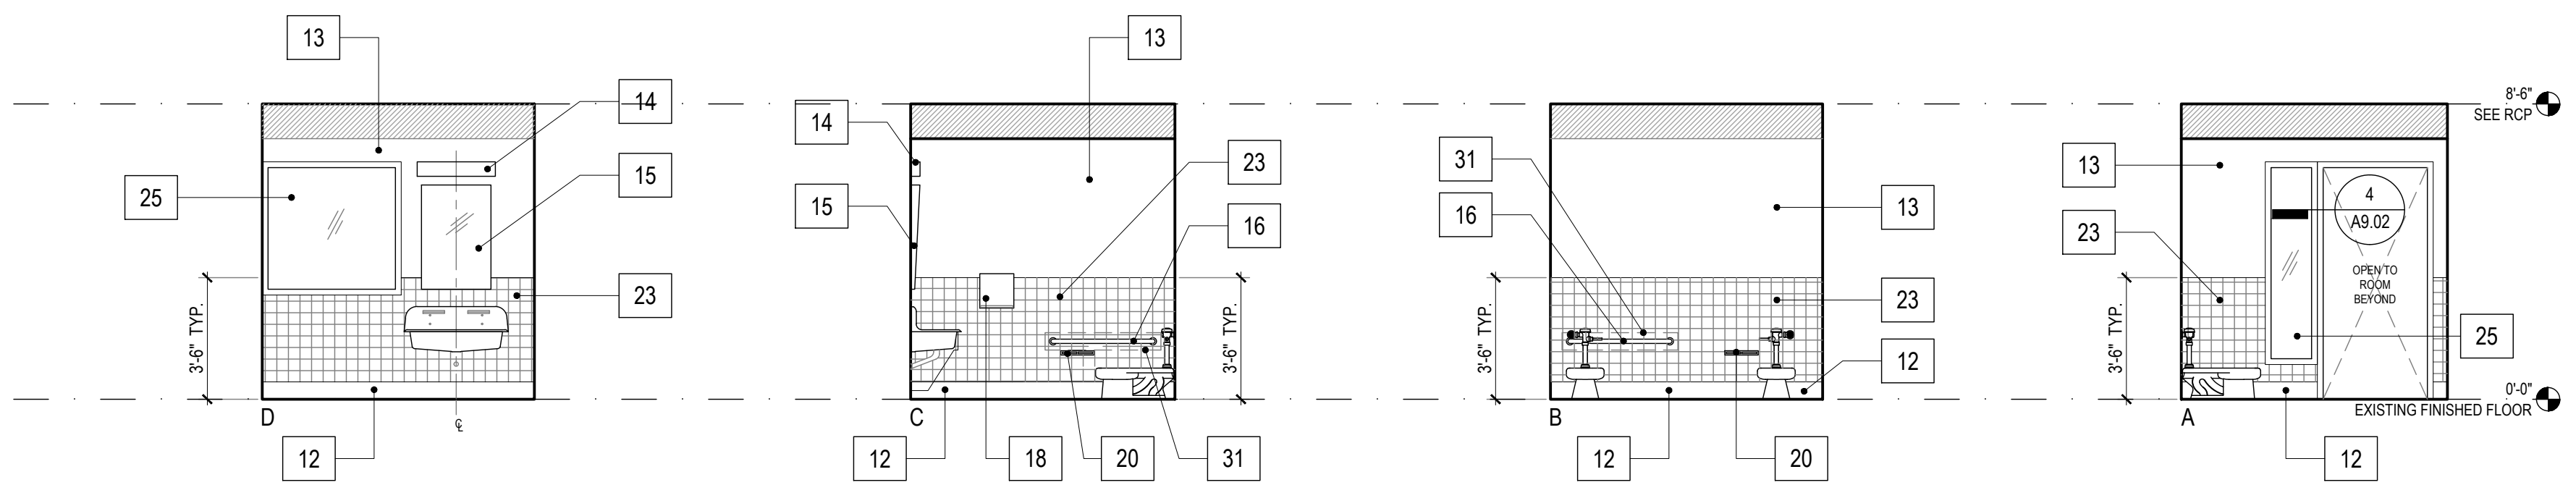 13
14
15
25
23
3'-6" TYP.
D
℄
12
13
14
23
15
16
3'-6" TYP.
C
12
18
20
31
31
16
13
23
3'-6" TYP.
12
B
12
20
8'-6"
SEE RCP
13
4
A9.02
23
OPEN TO
ROOM
BEYOND
25
3'-6" TYP.
0'-0"
EXISTING FINISHED FLOOR
A
12